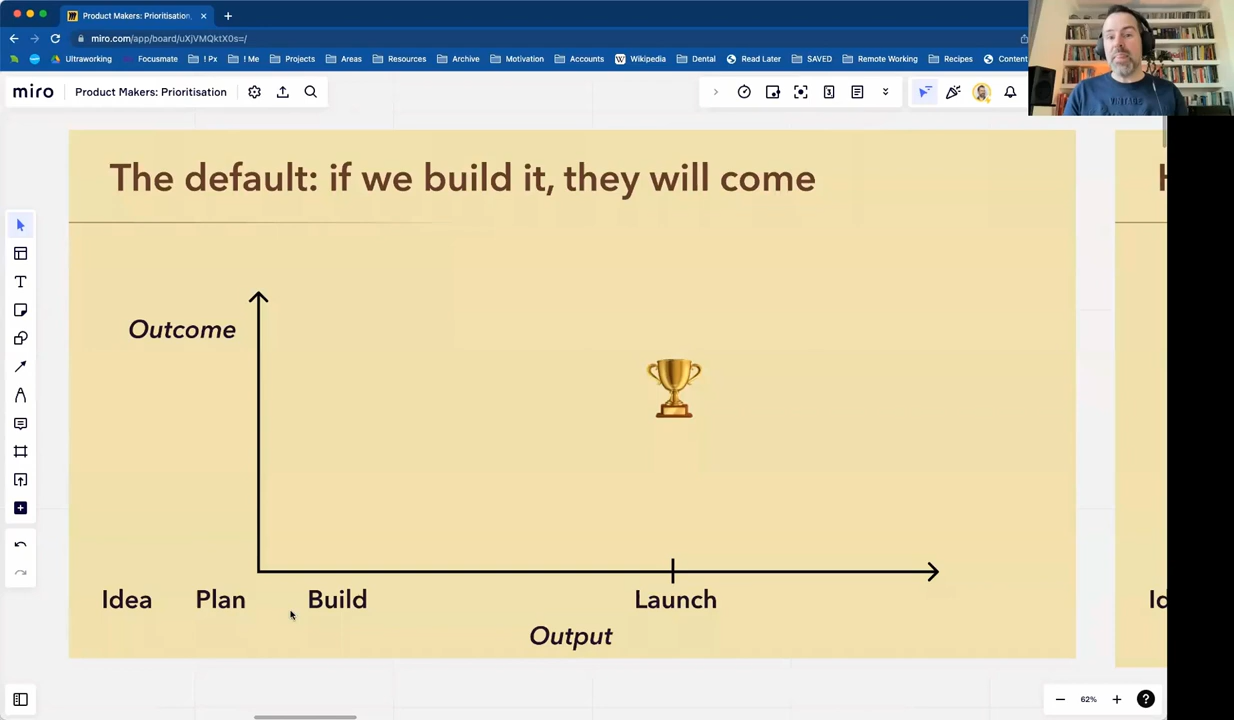 Product Makers: Prioritisation,
miro.com/app/board/uXjVMQktX0s=/
Ultraworking
Focusmate
! Px
! Me
Projects
Areas
Resources
Archive
Motivation
Accounts
Wikipedia
Dental
Read Later
SAVED
Remote Working
Recipes
Content
miro
Product Makers: Prioritisation
The default: if we build it, they will come
Outcome
Idea
Plan
Build
Launch
Output
62%